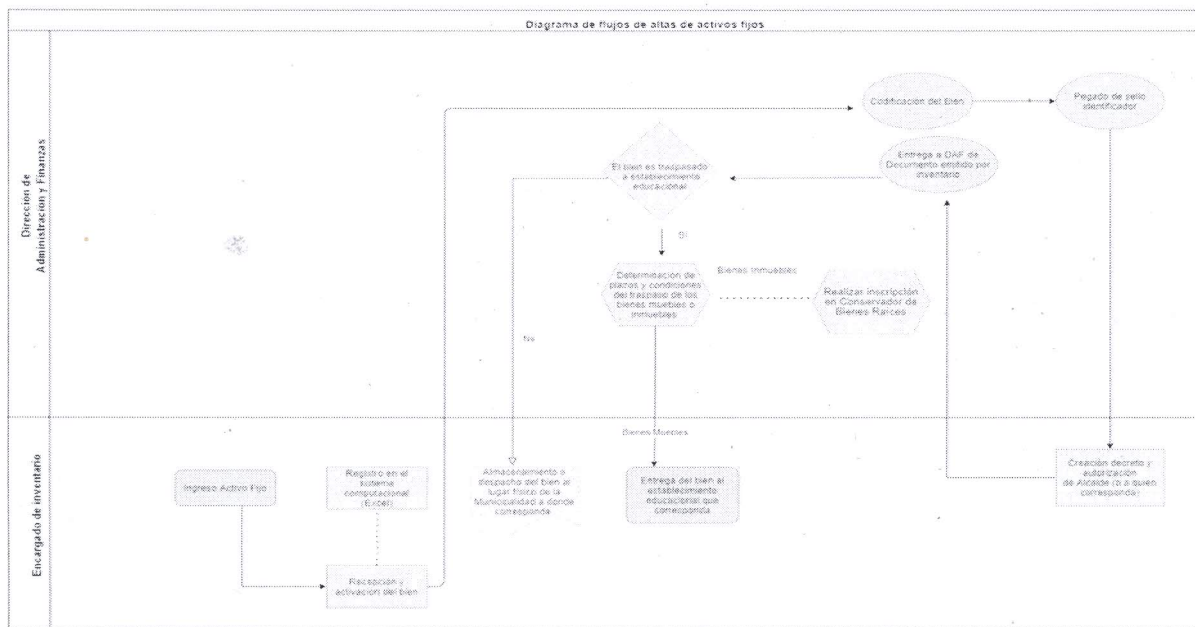 Diagrama de flujos de altas de activos fijos
Dirección de
Administracion y Finanzas
Codificación del Bien
Pegado de sello
identificador
El bien es traspasado
a establecimiento
educacional
Entrega a DAF de
Documento emitido por
inventario
Si
Determinación de
plazos y condiciones
del traspaso de los
bienes muebles o
inmuebles
Bienes Inmuebles
Realizar inscripción
en Conservador de
Bienes Raíces
No
Encargado de inventario
Bienes Muebles
Ingreso Activo Fijo
Registro en el
sistema
computacional
(Excel)
Almacenamiento o
despacho del bien al
lugar físico de la
Municipalidad a donde
corresponda
Entrega del bien al
establecimiento
educacional que
corresponda
Creación decreto y
autorización
de Alcalde (o a quien
corresponda)
Recepción y
activación del bien